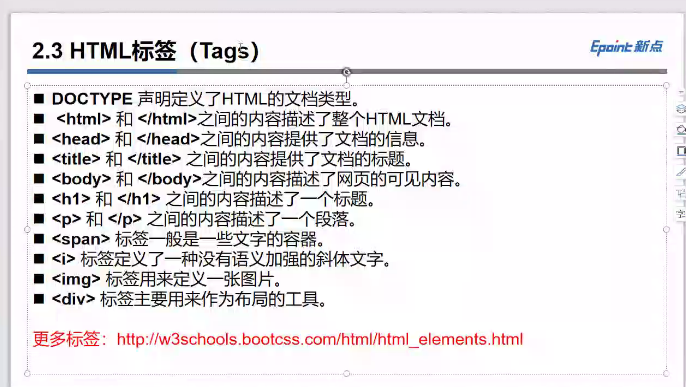 2.3 HTML标签（Tags）
Epoint 新点
■ DOCTYPE 声明定义了HTML的文档类型。
■ <html> 和 </html>之间的内容描述了整个HTML文档。
■ <head> 和 </head>之间的内容提供了文档的信息。
■ <title> 和 </title> 之间的内容提供了文档的标题。
■ <body> 和 </body>之间的内容描述了网页的可见内容。
■ <h1> 和 </h1> 之间的内容描述了一个标题。
■ <p> 和 </p> 之间的内容描述了一个段落。
■ <span> 标签一般是一些文字的容器。
■ <i> 标签定义了一种没有语义加强的斜体文字。
■ <img> 标签用来定义一张图片。
■ <div> 标签主要用来作为布局的工具。
更多标签：http://w3schools.bootcss.com/html/html_elements.html